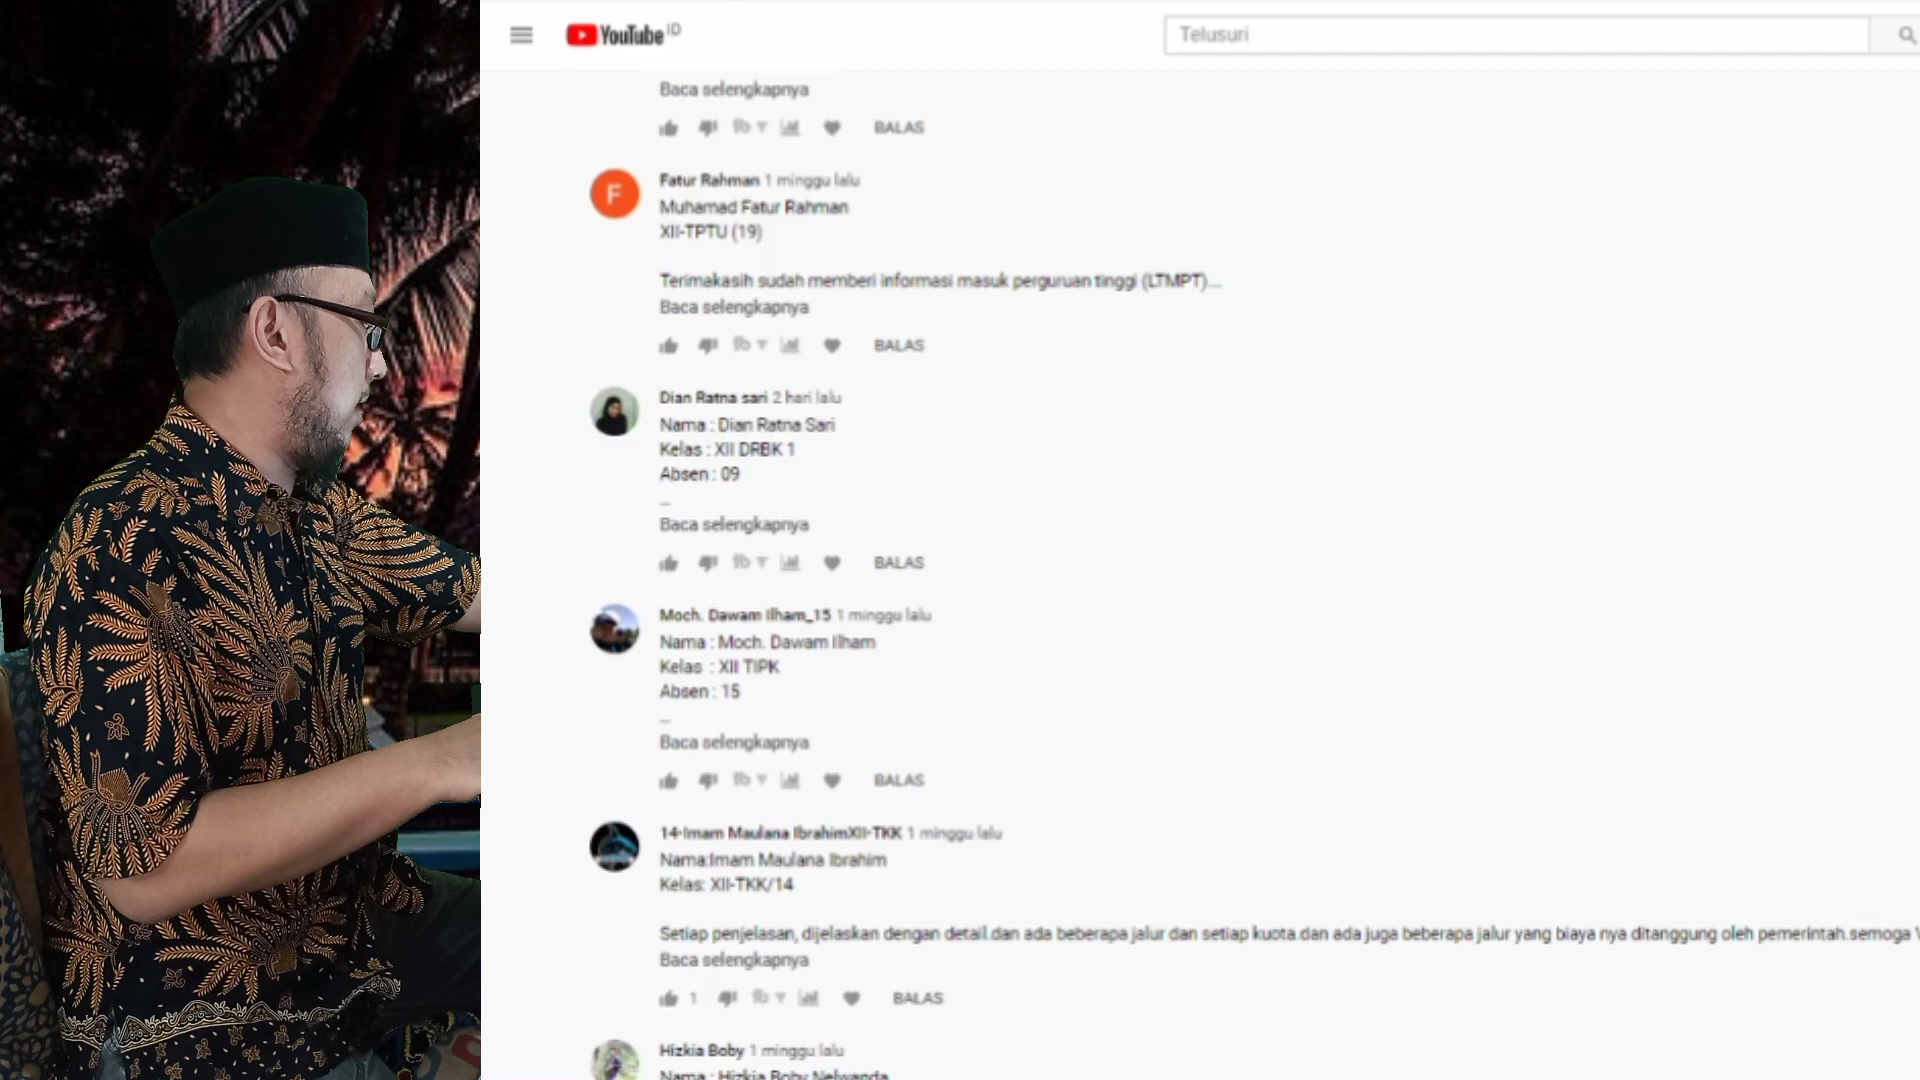 YouTube ID
Telusuri
Baca selengkapnya
BALAS
Fatur Rahman 1 minggu lalu
Muhamad Fatur Rahman
XII-TPTU (19)
Terimakasih sudah memberi informasi masuk perguruan tinggi (LTMPT)...
Baca selengkapnya
BALAS
Dian Ratna sari 2 hari lalu
Nama : Dian Ratna Sari
Kelas : XII DRBK 1
Absen : 09
_
Baca selengkapnya
BALAS
Moch. Dawam Ilham_15 1 minggu lalu
Nama : Moch. Dawam Ilham
Kelas : XII TIPK
Absen : 15
_
Baca selengkapnya
BALAS
14-Imam Maulana IbrahimXII-TKK 1 minggu lalu
Nama:Imam Maulana Ibrahim
Kelas: XII-TKK/14
Setiap penjelasan, dijelaskan dengan detail.dan ada beberapa jalur dan setiap kuota.dan ada juga beberapa jalur yang biaya nya ditanggung oleh pemerintah.semoga
Baca selengkapnya
1 BALAS
Hizkia Boby 1 minggu lalu
Nama : Hizkia Boby Nelwanda